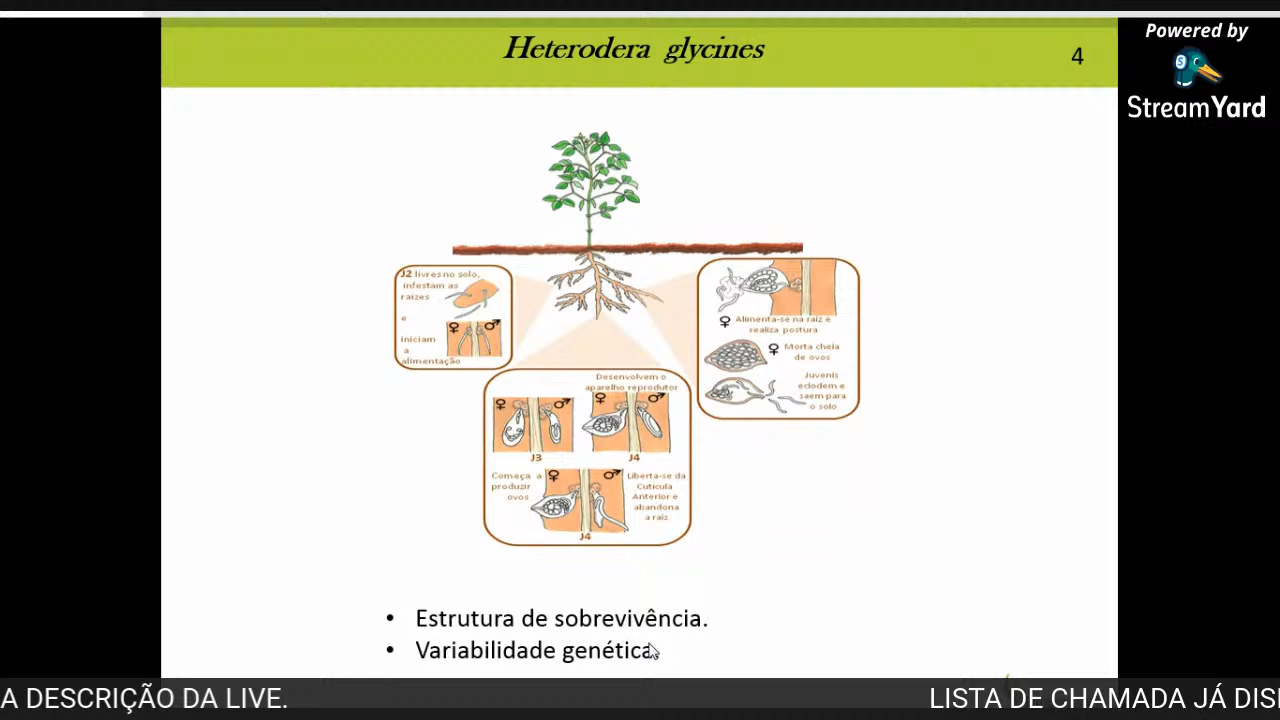 Heterodera glycines
4
Powered by
StreamYard
J2 livres no solo,
infestam as
raízes
e
iniciam
a
alimentação
♀ ♂
Desenvolvem o
aparelho reprodutor
♀ ♂ ♀ ♂
J3 J4
Começa a
produzir
ovos
♀ ♂
Liberta-se da
Cutícula
Anterior e
abandona
a raiz
J4
♀ Alimenta-se na raiz e
realiza postura
♀ Morta cheia
de ovos
Juvenis
eclodem e
saem para
o solo
• Estrutura de sobrevivência.
• Variabilidade genética
A DESCRIÇÃO DA LIVE.
LISTA DE CHAMADA JÁ DIS